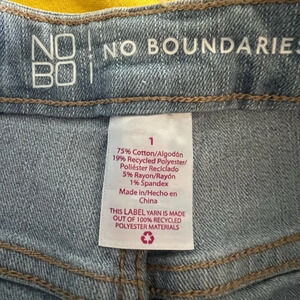 NO
BO
NO BOUNDARIES
1
75% Cotton/Algodón
19% Recycled Polyester/
Poliéster Reciclado
5% Rayon/Rayón
1% Spandex
Made in/Hecho en
China
THIS LABEL YARN IS MADE
OUT OF 100% RECYCLED
POLYESTER MATERIALS